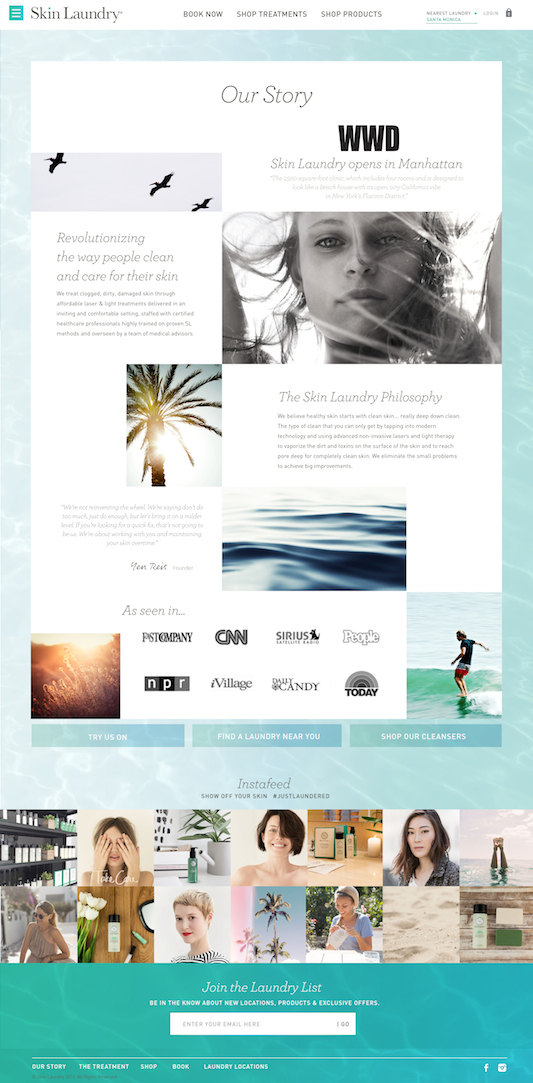 Skin Laundry
BOOK NOW
SHOP TREATMENTS
SHOP PRODUCTS
NEAREST LAUNDRY
SANTA MONICA
LOGIN
Our Story
WWD
Skin Laundry opens in Manhattan
"The 1,600 square-foot clinic, which includes four rooms and is designed to
look like a beach house with its open, airy California vibe
in New York's Flatiron District."
Revolutionizing
the way people clean
and care for their skin
We treat clogged, dirty, damaged skin through
affordable laser & light treatments delivered in an
inviting and comfortable setting, staffed with certified
healthcare professionals highly trained on proven SL
methods and overseen by a team of medical advisors.
The Skin Laundry Philosophy
We believe healthy skin starts with clean skin... really deep down clean.
The type of clean that you can only get by tapping into modern
technology and using advanced non-invasive lasers and light therapy
to vaporize the dirt and toxins on the surface of the skin and to reach
pore deep for completely clean skin. We eliminate the small problems
to achieve big improvements.
"We're not reinventing the wheel. We're saying don't do
too much, just do enough, but let's bring it on a milder
level. If you're looking for a quick fix, that's not going to
be us. We're about working with you and maintaining
your skin overtime."
Yen Reis Founder
As seen in...
FAST COMPANY
CNN
SIRIUS
SATELLITE RADIO
People
npr
iVillage
DAILY CANDY
TODAY
TRY US ON
FIND A LAUNDRY NEAR YOU
SHOP OUR CLEANSERS
Instafeed
SHOW OFF YOUR SKIN #JUSTLAUNDERED
Join the Laundry List
BE IN THE KNOW ABOUT NEW LOCATIONS, PRODUCTS & EXCLUSIVE OFFERS.
ENTER YOUR EMAIL HERE
| GO
OUR STORY
THE TREATMENT
SHOP
BOOK
LAUNDRY LOCATIONS